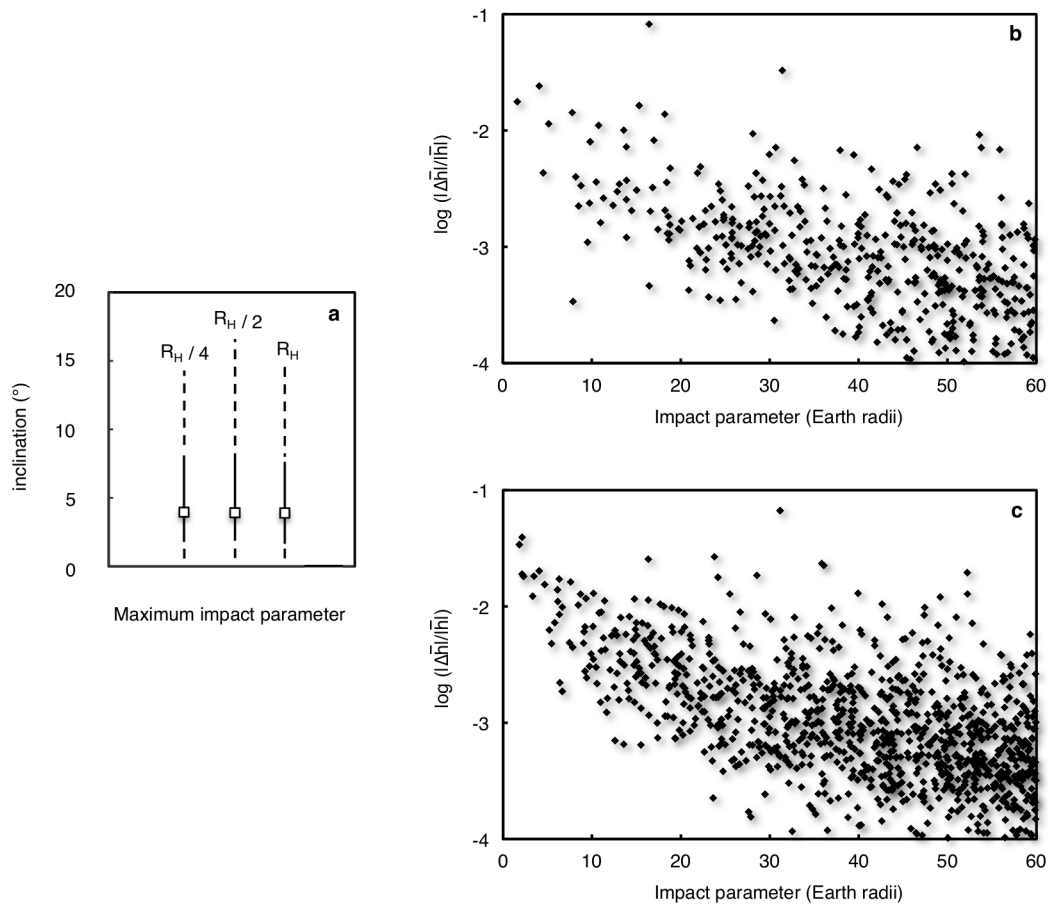 20
15
10
5
0
inclination (°)
a
R_H / 4
R_H / 2
R_H
Maximum impact parameter
-1
-2
-3
-4
log (|Δh̅|/|h̅|)
b
0 10 20 30 40 50 60
Impact parameter (Earth radii)
-1
-2
-3
-4
log (|Δh̅|/|h̅|)
c
0 10 20 30 40 50 60
Impact parameter (Earth radii)